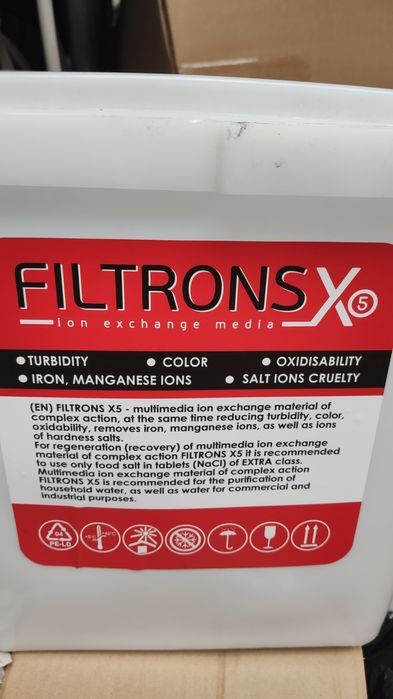 FILTRONS X5
ion exchange media
● TURBIDITY ● COLOR ● OXIDISABILITY
● IRON, MANGANESE IONS ● SALT IONS CRUELTY
(EN) FILTRONS X5 - multimedia ion exchange material of
complex action, at the same time reducing turbidity, color,
oxidability, removes iron, manganese ions, as well as ions
of hardness salts.
For regeneration (recovery) of multimedia ion exchange
material of complex action FILTRONS X5 it is recommended
to use only food salt in tablets (NaCl) of EXTRA class.
Multimedia ion exchange material of complex action
FILTRONS X5 is recommended for the purification of
household water, as well as water for commercial and
industrial purposes.
04
PE-LD
+5°C +40°C